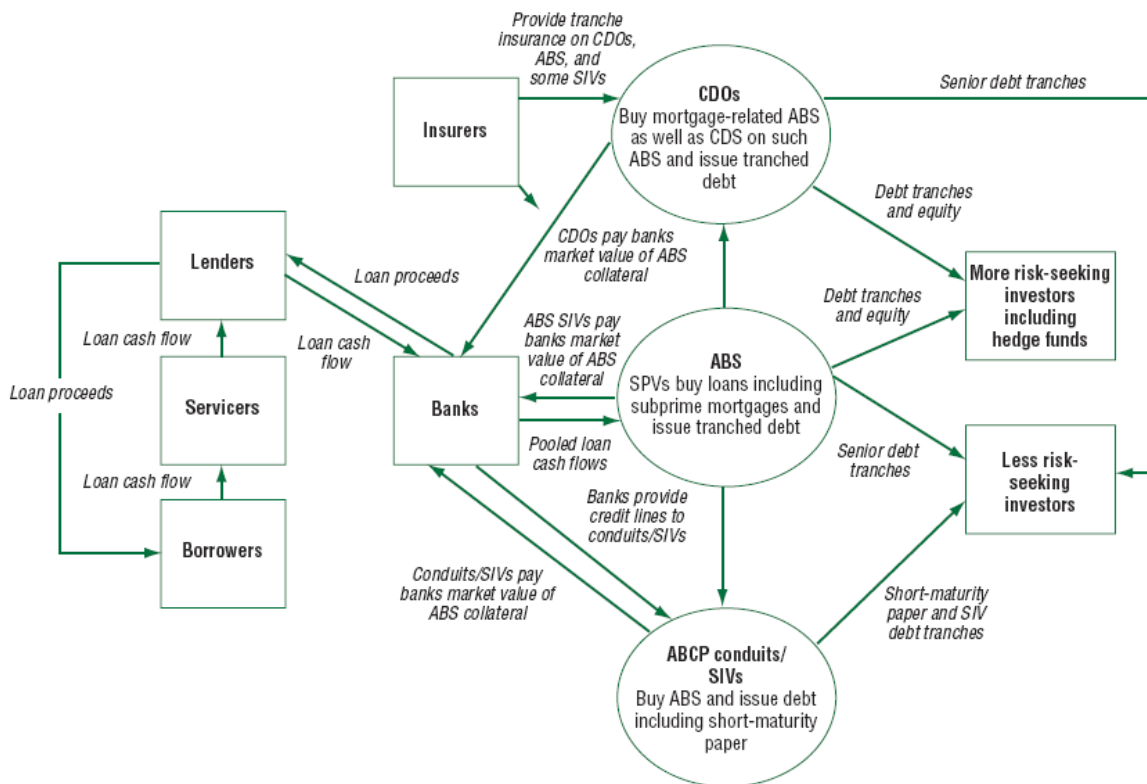 Provide tranche
insurance on CDOs,
ABS, and
some SIVs
Insurers
CDOs
Buy mortgage-related ABS
as well as CDS on such
ABS and issue tranched
debt
Senior debt tranches
Debt tranches
and equity
CDOs pay banks
market value of ABS
collateral
Lenders
Loan proceeds
More risk-seeking
investors
including
hedge funds
Debt tranches
and equity
Loan cash flow
Loan cash
flow
ABS SIVs pay
banks market
value of ABS
collateral
Loan proceeds
Servicers
Banks
ABS
SPVs buy loans including
subprime mortgages and
issue tranched debt
Pooled loan
cash flows
Senior debt
tranches
Less risk-
seeking
investors
Loan cash flow
Banks provide
credit lines to
conduits/SIVs
Borrowers
Conduits/SIVs pay
banks market value of
ABS collateral
Short-maturity
paper and SIV
debt tranches
ABCP conduits/
SIVs
Buy ABS and issue debt
including short-maturity
paper